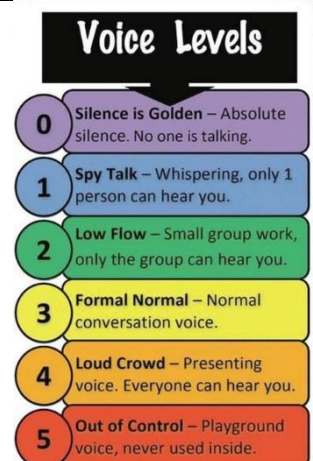 Voice Levels
0
Silence is Golden – Absolute
silence. No one is talking.
1
Spy Talk – Whispering, only 1
person can hear you.
2
Low Flow – Small group work,
only the group can hear you.
3
Formal Normal – Normal
conversation voice.
4
Loud Crowd – Presenting
voice. Everyone can hear you.
5
Out of Control – Playground
voice, never used inside.